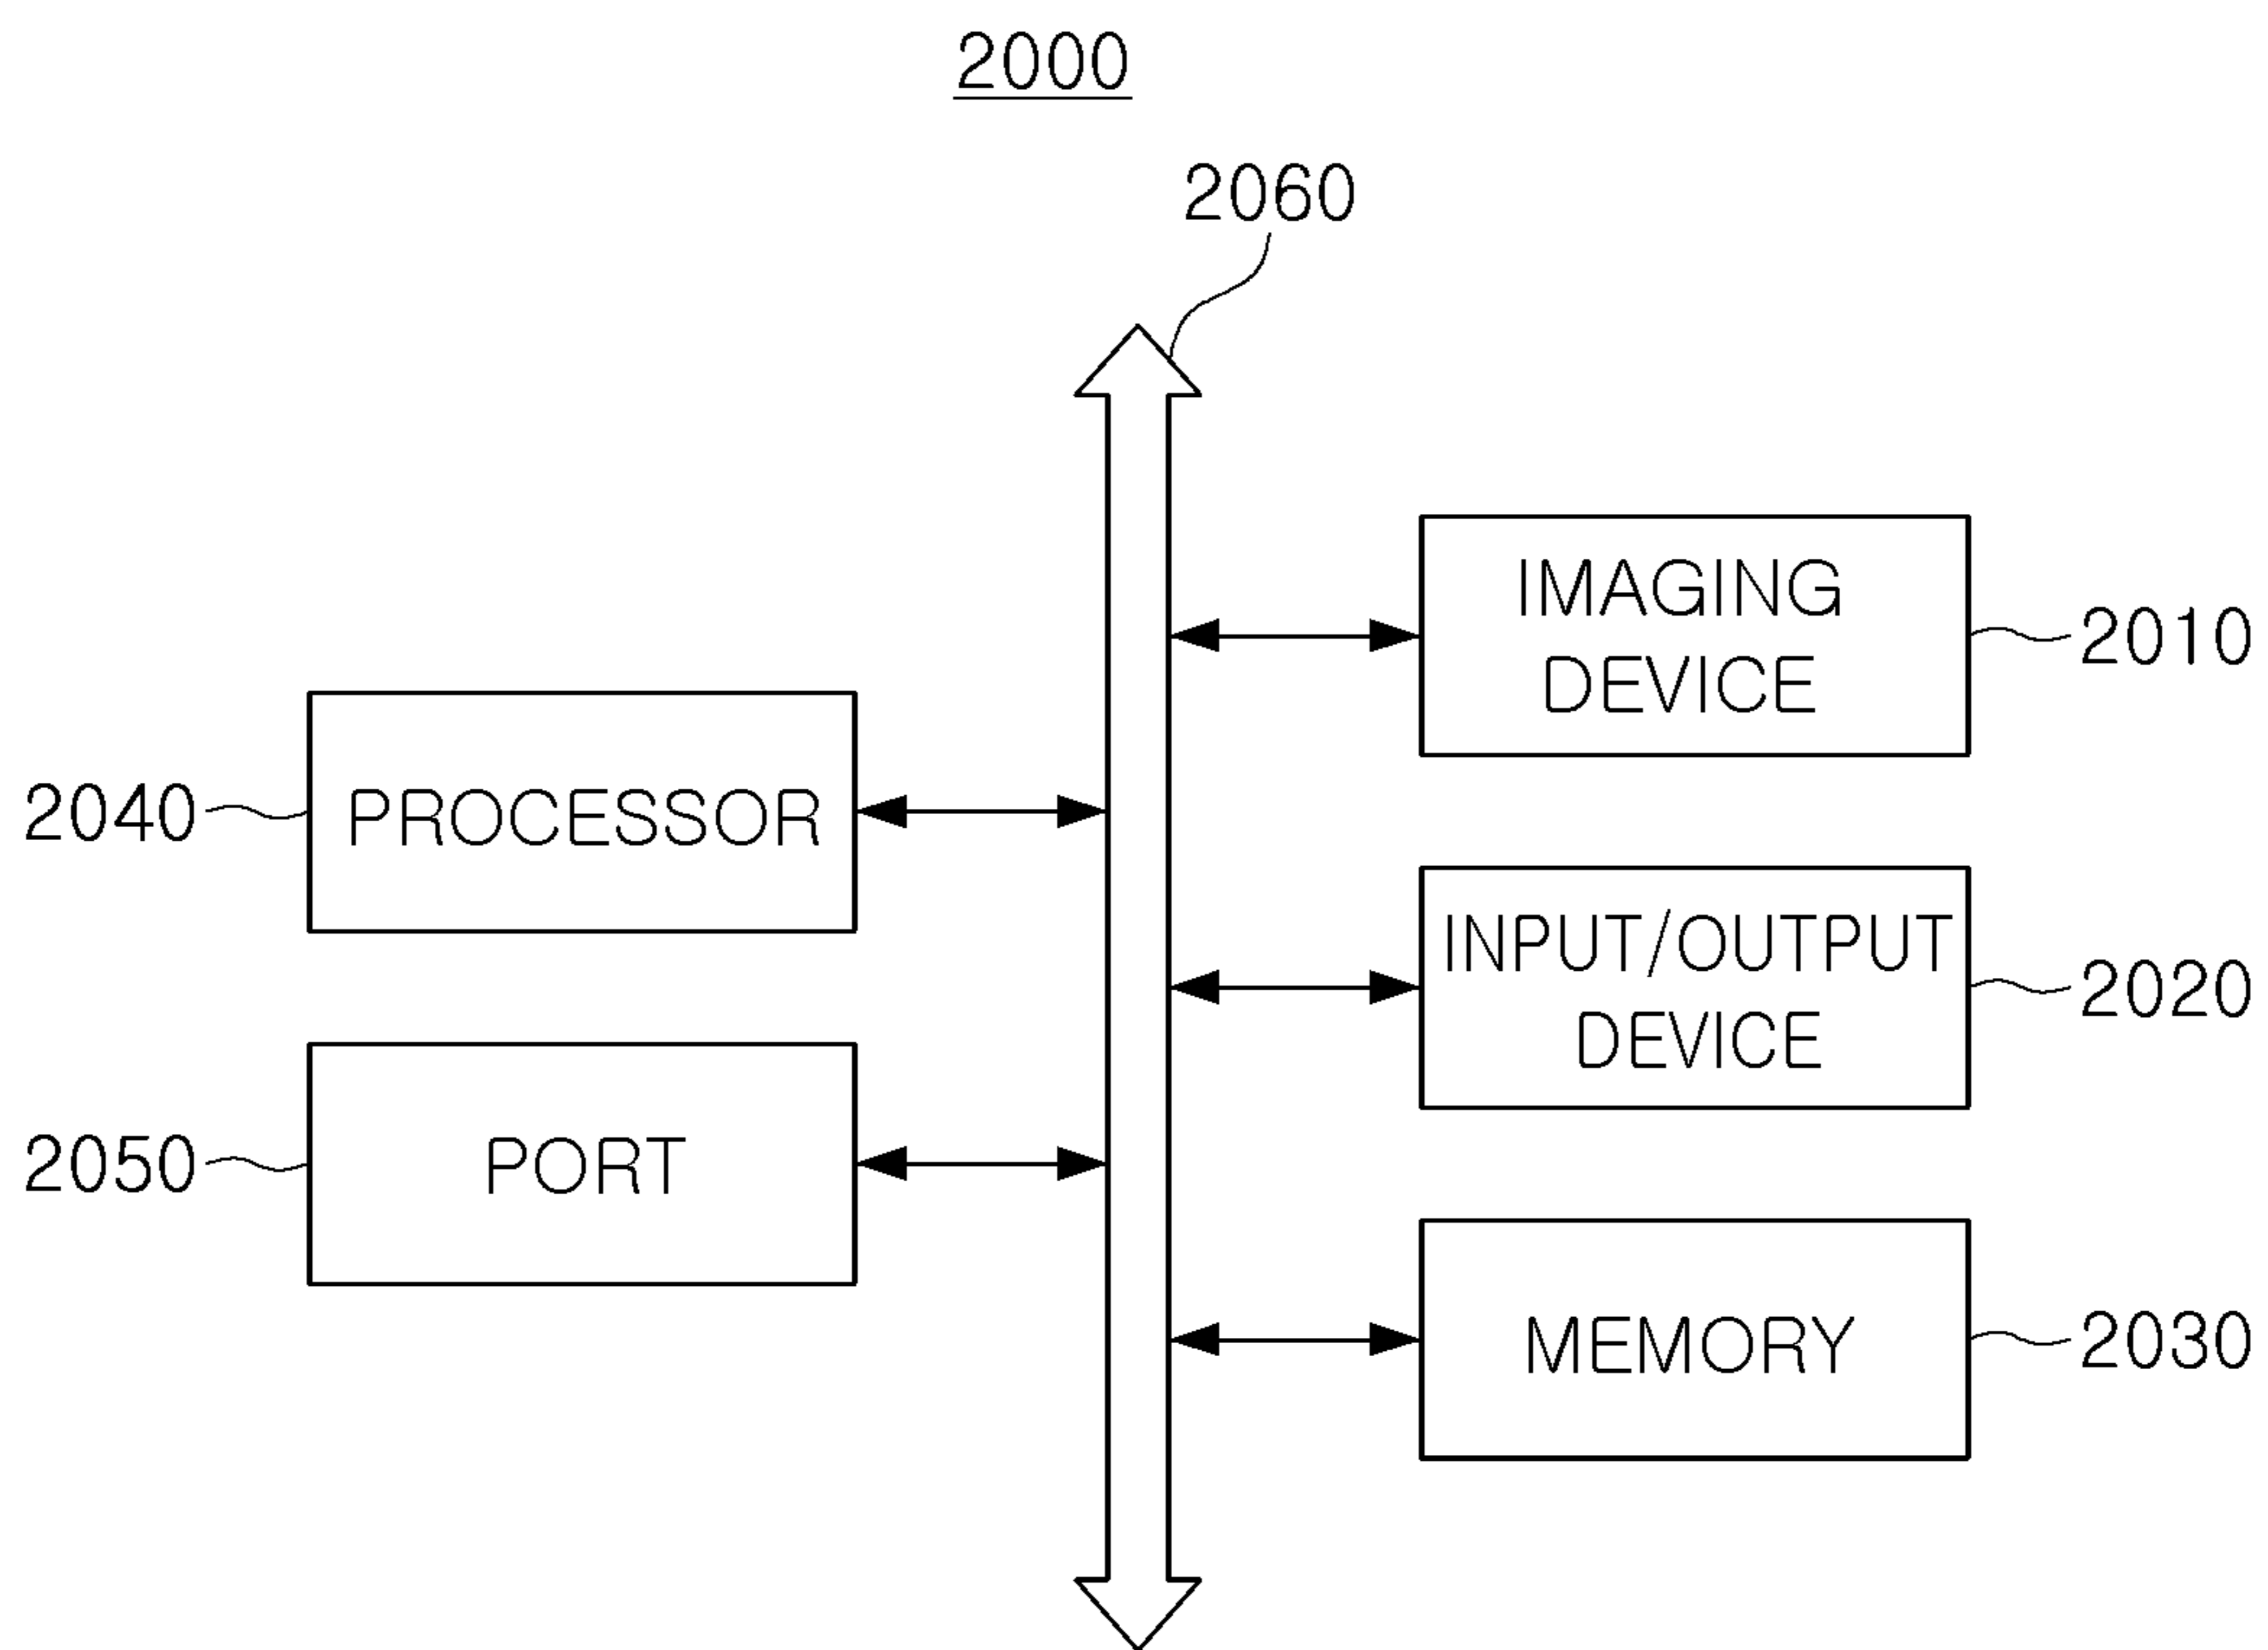 2000
2060
IMAGING
DEVICE
2010
2040
PROCESSOR
INPUT/OUTPUT
DEVICE
2020
2050
PORT
MEMORY
2030